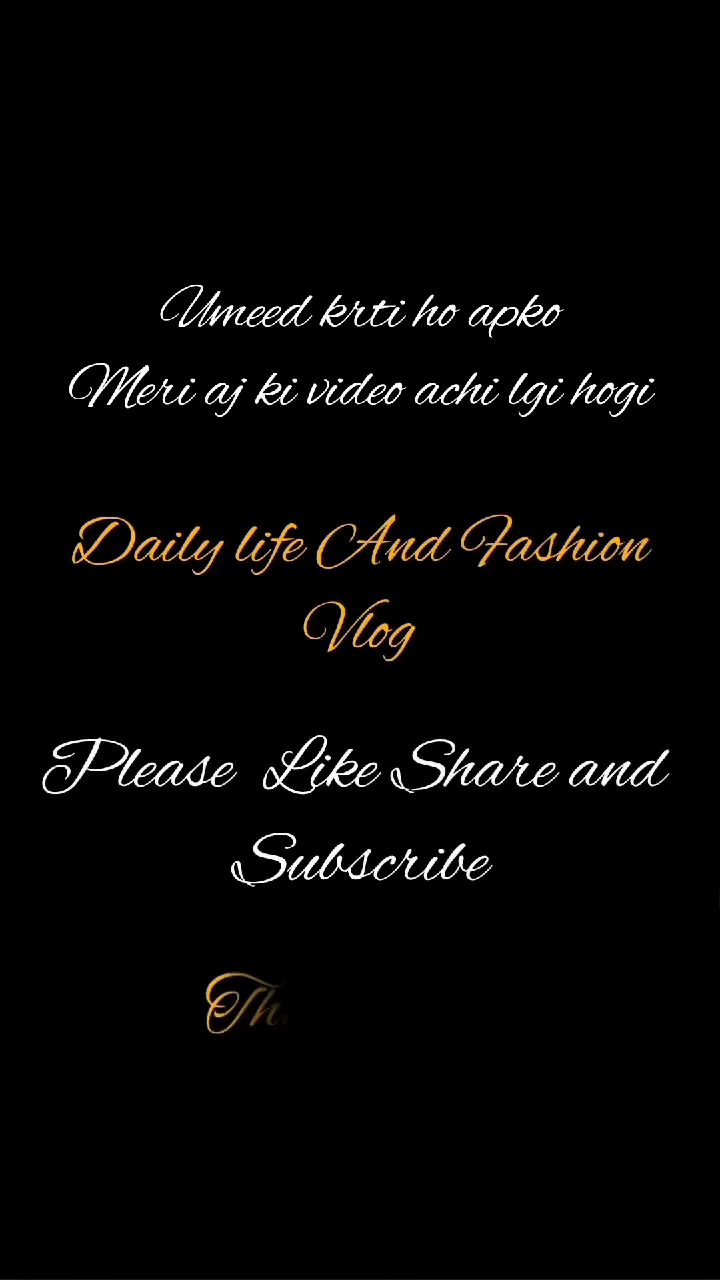 Umeed krti ho apko
Meri aj ki video achi lgi hogi
Daily life And Fashion
Vlog
Please Like Share and
Subscribe